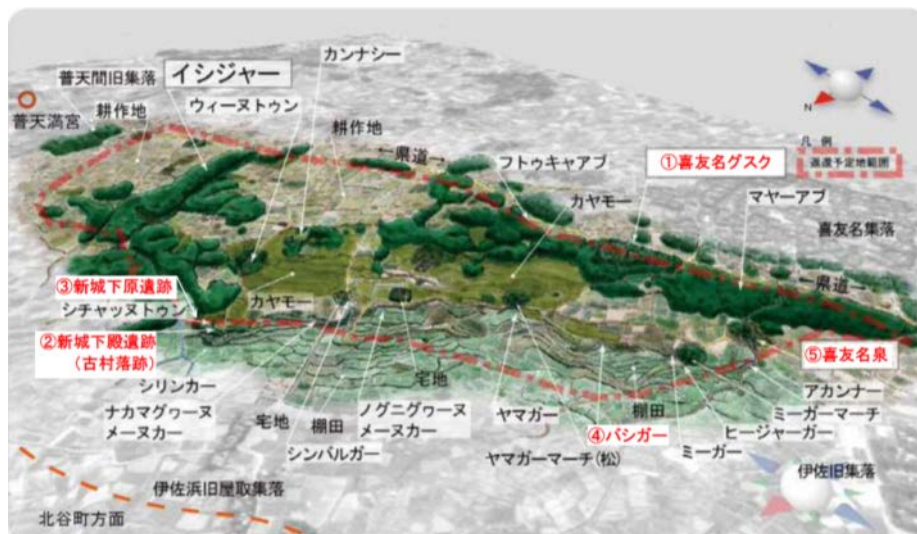 カンナシー
普天間旧集落
イシジャー
耕作地
ウィーヌトゥン
普天満宮
耕作地
←県道→
フトゥキャアブ
①喜友名グスク
N
凡例
返還予定地範囲
カヤモー
マヤーアブ
喜友名集落
←県道→
③新城下原遺跡
シチャッヌトゥン
カヤモー
②新城下殿遺跡
(古村落跡)
⑤喜友名泉
シリンカー
宅地
アカンナー
ナカマグヮーヌ
メーヌカー
宅地
棚田
ノグニグヮーヌ
メーヌカー
ヤマガー
棚田
ミーガーマーチ
シンバルガー
④バシガー
ヒージャーガー
ヤマガーマーチ(松)
ミーガー
伊佐旧集落
伊佐浜旧屋取集落
北谷町方面